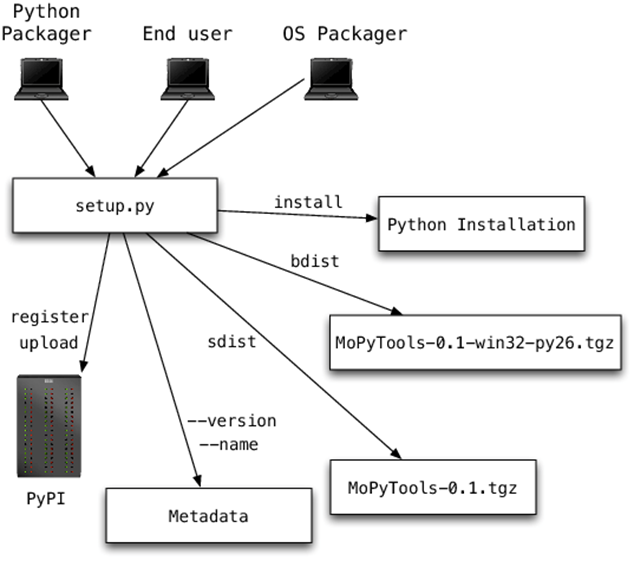 Python
Packager
End user
OS Packager
setup.py
install
Python Installation
bdist
MoPyTools-0.1-win32-py26.tgz
register
upload
sdist
--version
--name
PyPI
Metadata
MoPyTools-0.1.tgz